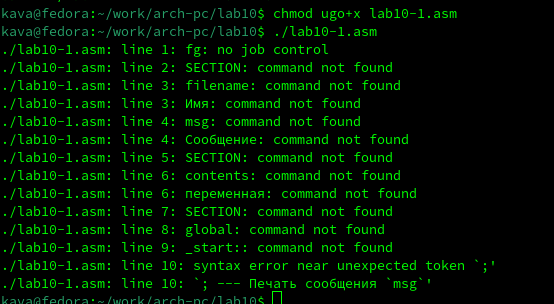 kava@fedora:~/work/arch-pc/lab10$ chmod ugo+x lab10-1.asm
kava@fedora:~/work/arch-pc/lab10$ ./lab10-1.asm
./lab10-1.asm: line 1: fg: no job control
./lab10-1.asm: line 2: SECTION: command not found
./lab10-1.asm: line 3: filename: command not found
./lab10-1.asm: line 3: Имя: command not found
./lab10-1.asm: line 4: msg: command not found
./lab10-1.asm: line 4: Сообщение: command not found
./lab10-1.asm: line 5: SECTION: command not found
./lab10-1.asm: line 6: contents: command not found
./lab10-1.asm: line 6: переменная: command not found
./lab10-1.asm: line 7: SECTION: command not found
./lab10-1.asm: line 8: global: command not found
./lab10-1.asm: line 9: _start:: command not found
./lab10-1.asm: line 10: syntax error near unexpected token `;'
./lab10-1.asm: line 10: `; --- Печать сообщения `msg`'
kava@fedora:~/work/arch-pc/lab10$